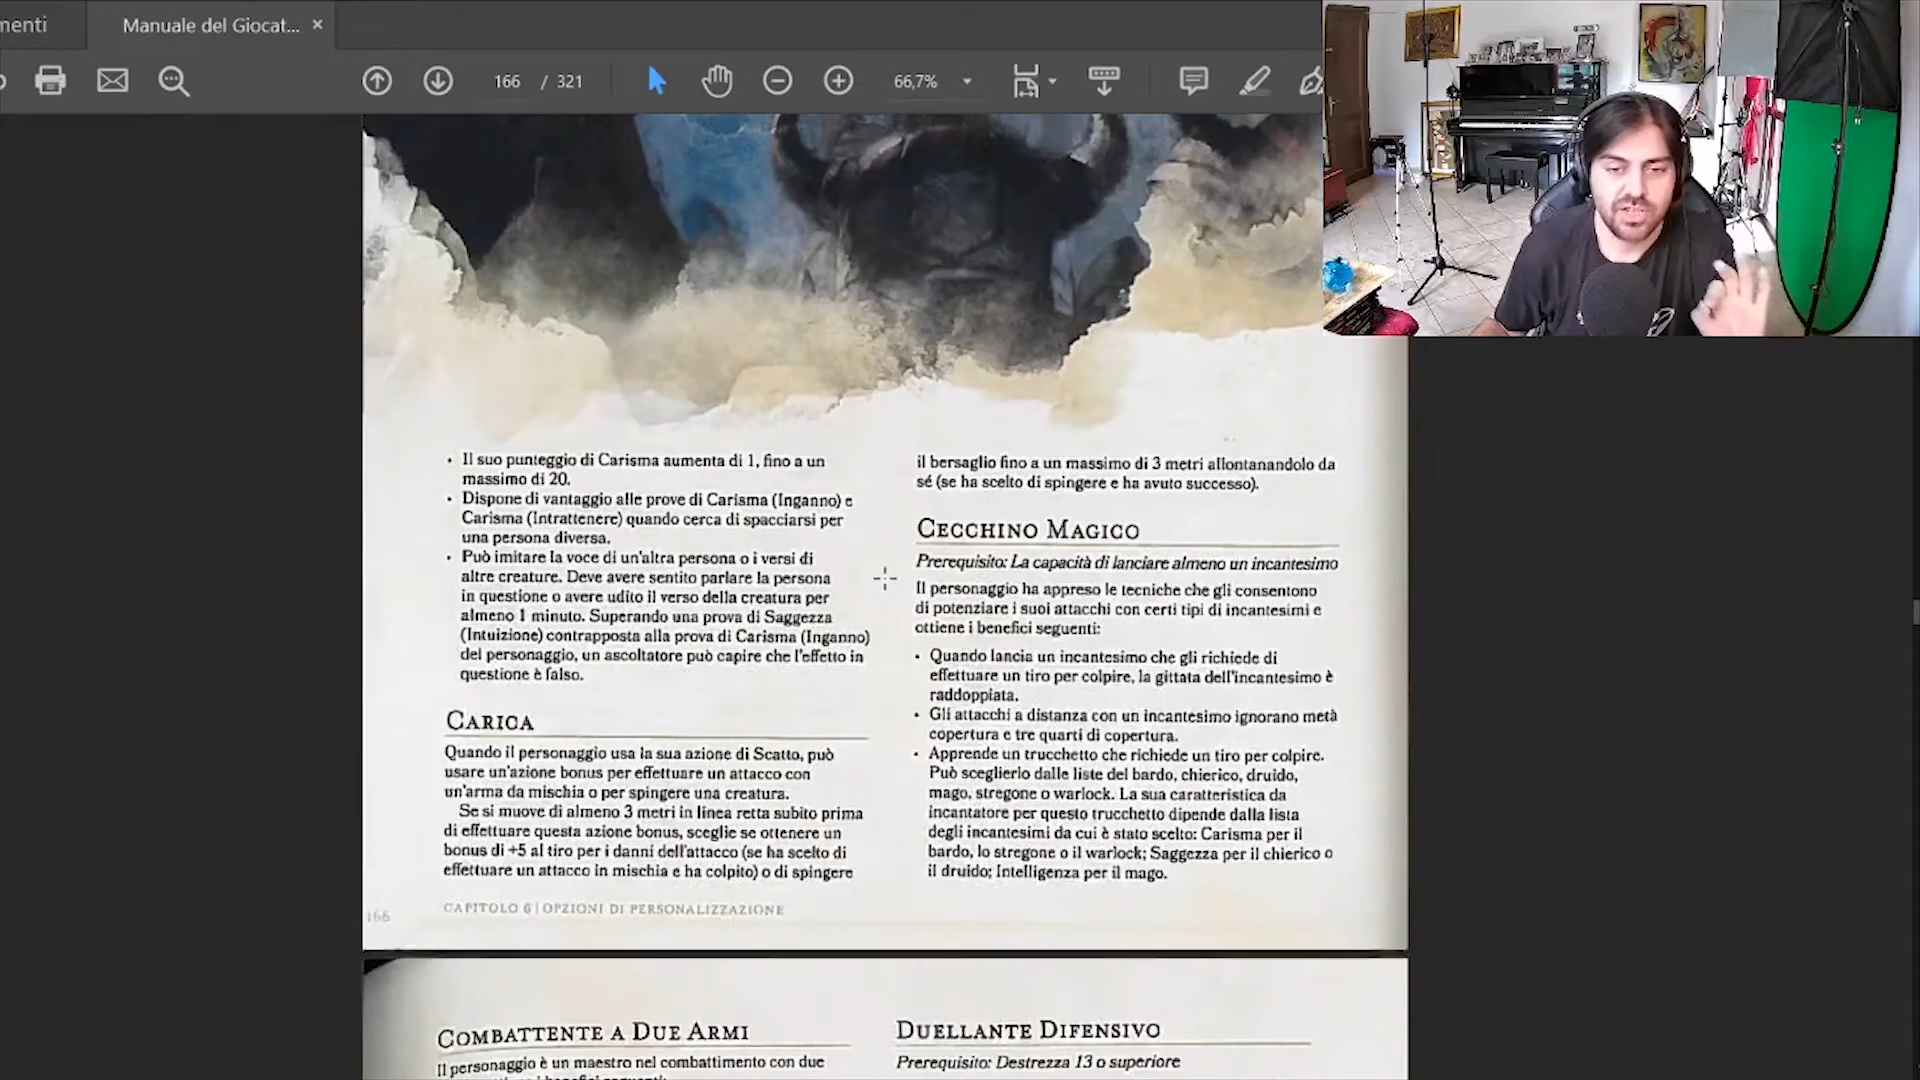 menti
Manuale del Giocat...
166 / 321
66,7%
• Il suo punteggio di Carisma aumenta di 1, fino a un
massimo di 20.
• Dispone di vantaggio alle prove di Carisma (Inganno) e
Carisma (Intrattenere) quando cerca di spacciarsi per
una persona diversa.
• Può imitare la voce di un'altra persona o i versi di
altre creature. Deve avere sentito parlare la persona
in questione o avere udito il verso della creatura per
almeno 1 minuto. Superando una prova di Saggezza
(Intuizione) contrapposta alla prova di Carisma (Inganno)
del personaggio, un ascoltatore può capire che l'effetto in
questione è falso.
CARICA
Quando il personaggio usa la sua azione di Scatto, può
usare un'azione bonus per effettuare un attacco con
un'arma da mischia o per spingere una creatura.
Se si muove di almeno 3 metri in linea retta subito prima
di effettuare questa azione bonus, sceglie se ottenere un
bonus di +5 al tiro per i danni dell'attacco (se ha scelto di
effettuare un attacco in mischia e ha colpito) o di spingere
il bersaglio fino a un massimo di 3 metri allontanandolo da
sé (se ha scelto di spingere e ha avuto successo).
CECCHINO MAGICO
Prerequisito: La capacità di lanciare almeno un incantesimo
Il personaggio ha appreso le tecniche che gli consentono
di potenziare i suoi attacchi con certi tipi di incantesimi e
ottiene i benefici seguenti:
• Quando lancia un incantesimo che gli richiede di
effettuare un tiro per colpire, la gittata dell'incantesimo è
raddoppiata.
• Gli attacchi a distanza con un incantesimo ignorano metà
copertura e tre quarti di copertura.
• Apprende un trucchetto che richiede un tiro per colpire.
Può sceglierlo dalle liste del bardo, chierico, druido,
mago, stregone o warlock. La sua caratteristica da
incantatore per questo trucchetto dipende dalla lista
degli incantesimi da cui è stato scelto: Carisma per il
bardo, lo stregone o il warlock; Saggezza per il chierico o
il druido; Intelligenza per il mago.
166
CAPITOLO 6 | OPZIONI DI PERSONALIZZAZIONE
COMBATTENTE A DUE ARMI
Il personaggio è un maestro nel combattimento con due
DUELLANTE DIFENSIVO
Prerequisito: Destrezza 13 o superiore